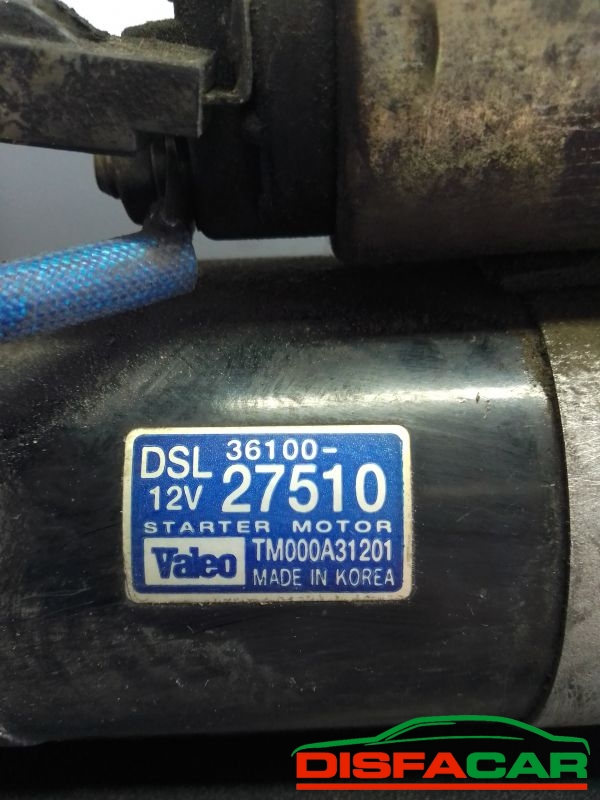 DSL 36100-
12V 27510
STARTER MOTOR
Valeo TM000A31201
MADE IN KOREA
DISFACAR